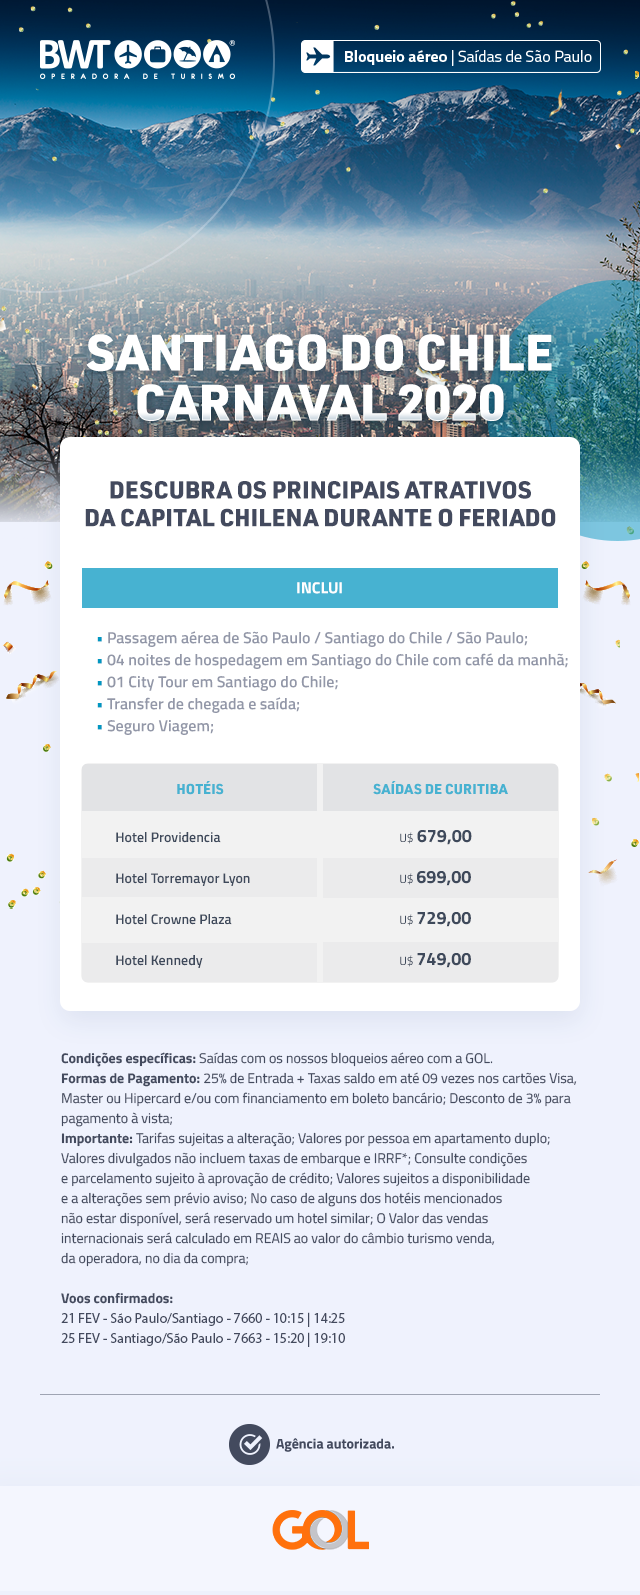 BWT
OPERADORA DE TURISMO
Bloqueio aéreo | Saídas de São Paulo
SANTIAGO DO CHILE
CARNAVAL 2020
DESCUBRA OS PRINCIPAIS ATRATIVOS
DA CAPITAL CHILENA DURANTE O FERIADO
INCLUI
▪ Passagem aérea de São Paulo / Santiago do Chile / São Paulo;
▪ 04 noites de hospedagem em Santiago do Chile com café da manhã;
▪ 01 City Tour em Santiago do Chile;
▪ Transfer de chegada e saída;
▪ Seguro Viagem;
HOTÉIS SAÍDAS DE CURITIBA
Hotel Providencia U$ 679,00
Hotel Torremayor Lyon U$ 699,00
Hotel Crowne Plaza U$ 729,00
Hotel Kennedy U$ 749,00
Condições específicas: Saídas com os nossos bloqueios aéreo com a GOL.
Formas de Pagamento: 25% de Entrada + Taxas saldo em até 09 vezes nos cartões Visa,
Master ou Hipercard e/ou com financiamento em boleto bancário; Desconto de 3% para
pagamento à vista;
Importante: Tarifas sujeitas a alteração; Valores por pessoa em apartamento duplo;
Valores divulgados não incluem taxas de embarque e IRRF*; Consulte condições
e parcelamento sujeito à aprovação de crédito; Valores sujeitos a disponibilidade
e a alterações sem prévio aviso; No caso de alguns dos hotéis mencionados
não estar disponível, será reservado um hotel similar; O Valor das vendas
internacionais será calculado em REAIS ao valor do câmbio turismo venda,
da operadora, no dia da compra;
Voos confirmados:
21 FEV - São Paulo/Santiago - 7660 - 10:15 | 14:25
25 FEV - Santiago/São Paulo - 7663 - 15:20 | 19:10
Agência autorizada.
GOL